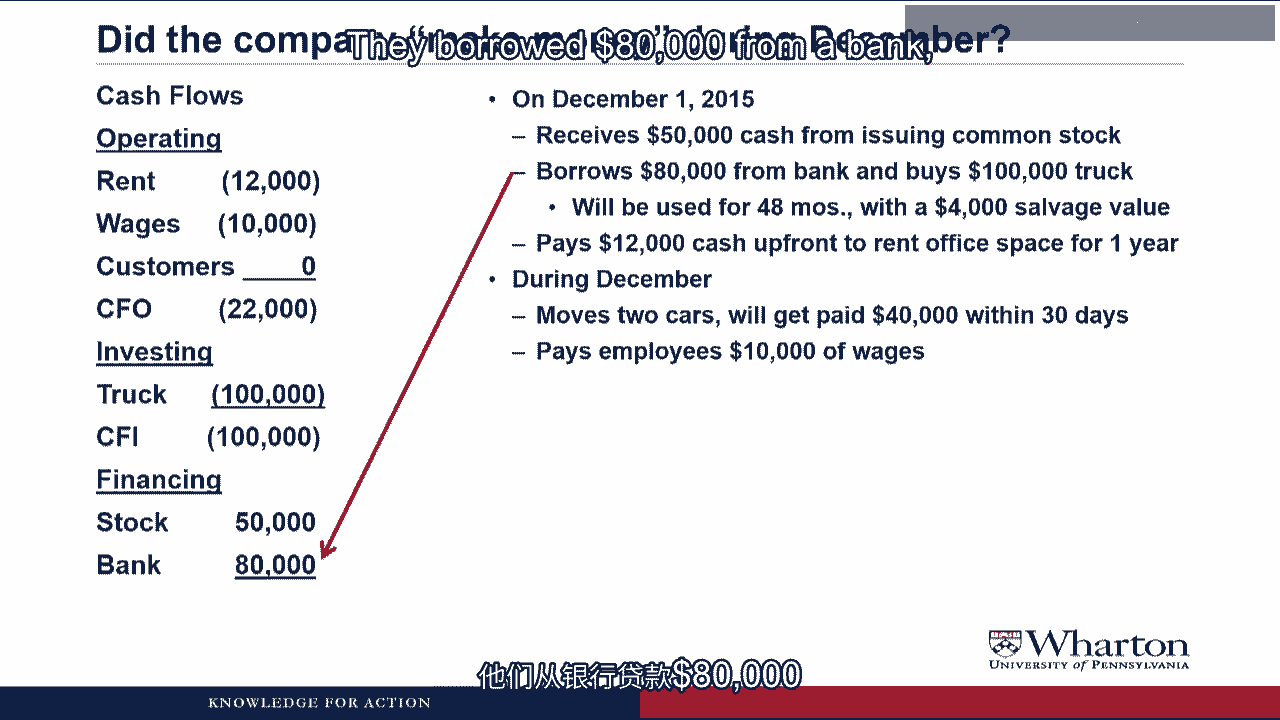 Did the company "make money" during December?
They borrowed $80,000 from a bank,
Cash Flows
Operating
Rent (12,000)
Wages (10,000)
Customers 0
CFO (22,000)
Investing
Truck (100,000)
CFI (100,000)
Financing
Stock 50,000
Bank 80,000
• On December 1, 2015
– Receives $50,000 cash from issuing common stock
– Borrows $80,000 from bank and buys $100,000 truck
• Will be used for 48 mos., with a $4,000 salvage value
– Pays $12,000 cash upfront to rent office space for 1 year
• During December
– Moves two cars, will get paid $40,000 within 30 days
– Pays employees $10,000 of wages
Wharton
UNIVERSITY of PENNSYLVANIA
他们从银行贷款$80,000
KNOWLEDGE FOR ACTION